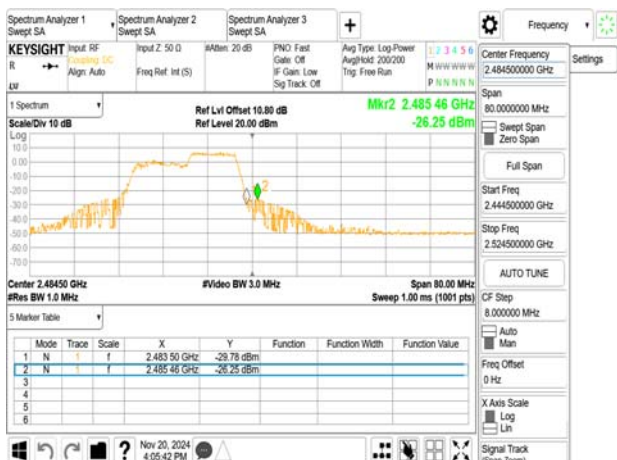 Spectrum Analyzer 1
Swept SA
Spectrum Analyzer 2
Swept SA
Spectrum Analyzer 3
Swept SA
+
Frequency
KEYSIGHT
R
Input: RF
Coupling: DC
Align: Auto
Input Z: 50 Ω
Freq Ref: Int (S)
#Atten: 20 dB
PNO: Fast
Gate: Off
IF Gain: Low
Sig Track: Off
Avg Type: Log-Power
Avg|Hold: 200/200
Trig: Free Run
1 2 3 4 5 6
M W W W W W
P N N N N N
Settings
Center Frequency
2.484500000 GHz
Span
80.0000000 MHz
Swept Span
Zero Span
Full Span
Start Freq
2.444500000 GHz
Stop Freq
2.524500000 GHz
AUTO TUNE
CF Step
8.000000 MHz
Auto
Man
Freq Offset
0 Hz
X Axis Scale
Log
Lin
Signal Track
(Span Zoom)
1 Spectrum
Scale/Div 10 dB
Ref Lvl Offset 10.80 dB
Ref Level 20.00 dBm
Mkr2 2.485 46 GHz
-26.25 dBm
Log
10.0
0.00
-10.0
-20.0
-30.0
-40.0
-50.0
-60.0
-70.0
2
Center 2.48450 GHz
#Res BW 1.0 MHz
#Video BW 3.0 MHz
Span 80.00 MHz
Sweep 1.00 ms (1001 pts)
5 Marker Table
Mode Trace Scale X Y Function Function Width Function Value
1 N 1 f 2.483 50 GHz -29.78 dBm
2 N 1 f 2.485 46 GHz -26.25 dBm
3
4
5
6
?
Nov 20, 2024
4:05:42 PM